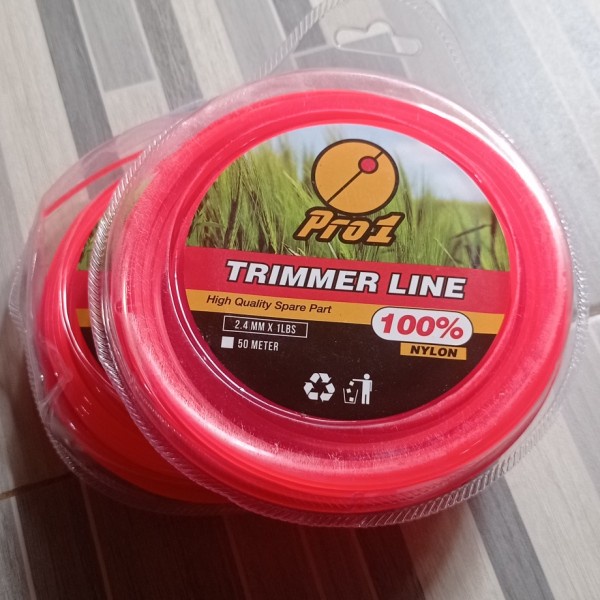 Pro1
TRIMMER LINE
High Quality Spare Part
2.4 MM X 1LBS
50 METER
100%
NYLON